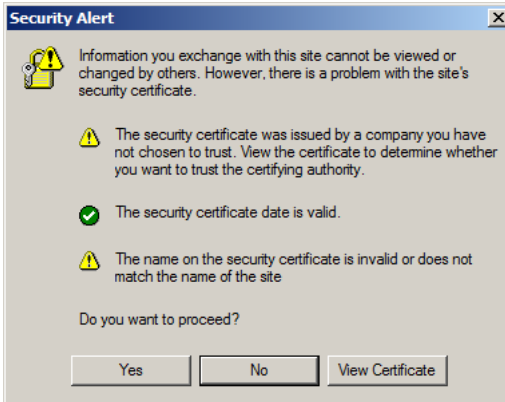 Security Alert
Information you exchange with this site cannot be viewed or
changed by others. However, there is a problem with the site's
security certificate.
The security certificate was issued by a company you have
not chosen to trust. View the certificate to determine whether
you want to trust the certifying authority.
The security certificate date is valid.
The name on the security certificate is invalid or does not
match the name of the site
Do you want to proceed?
Yes
No
View Certificate